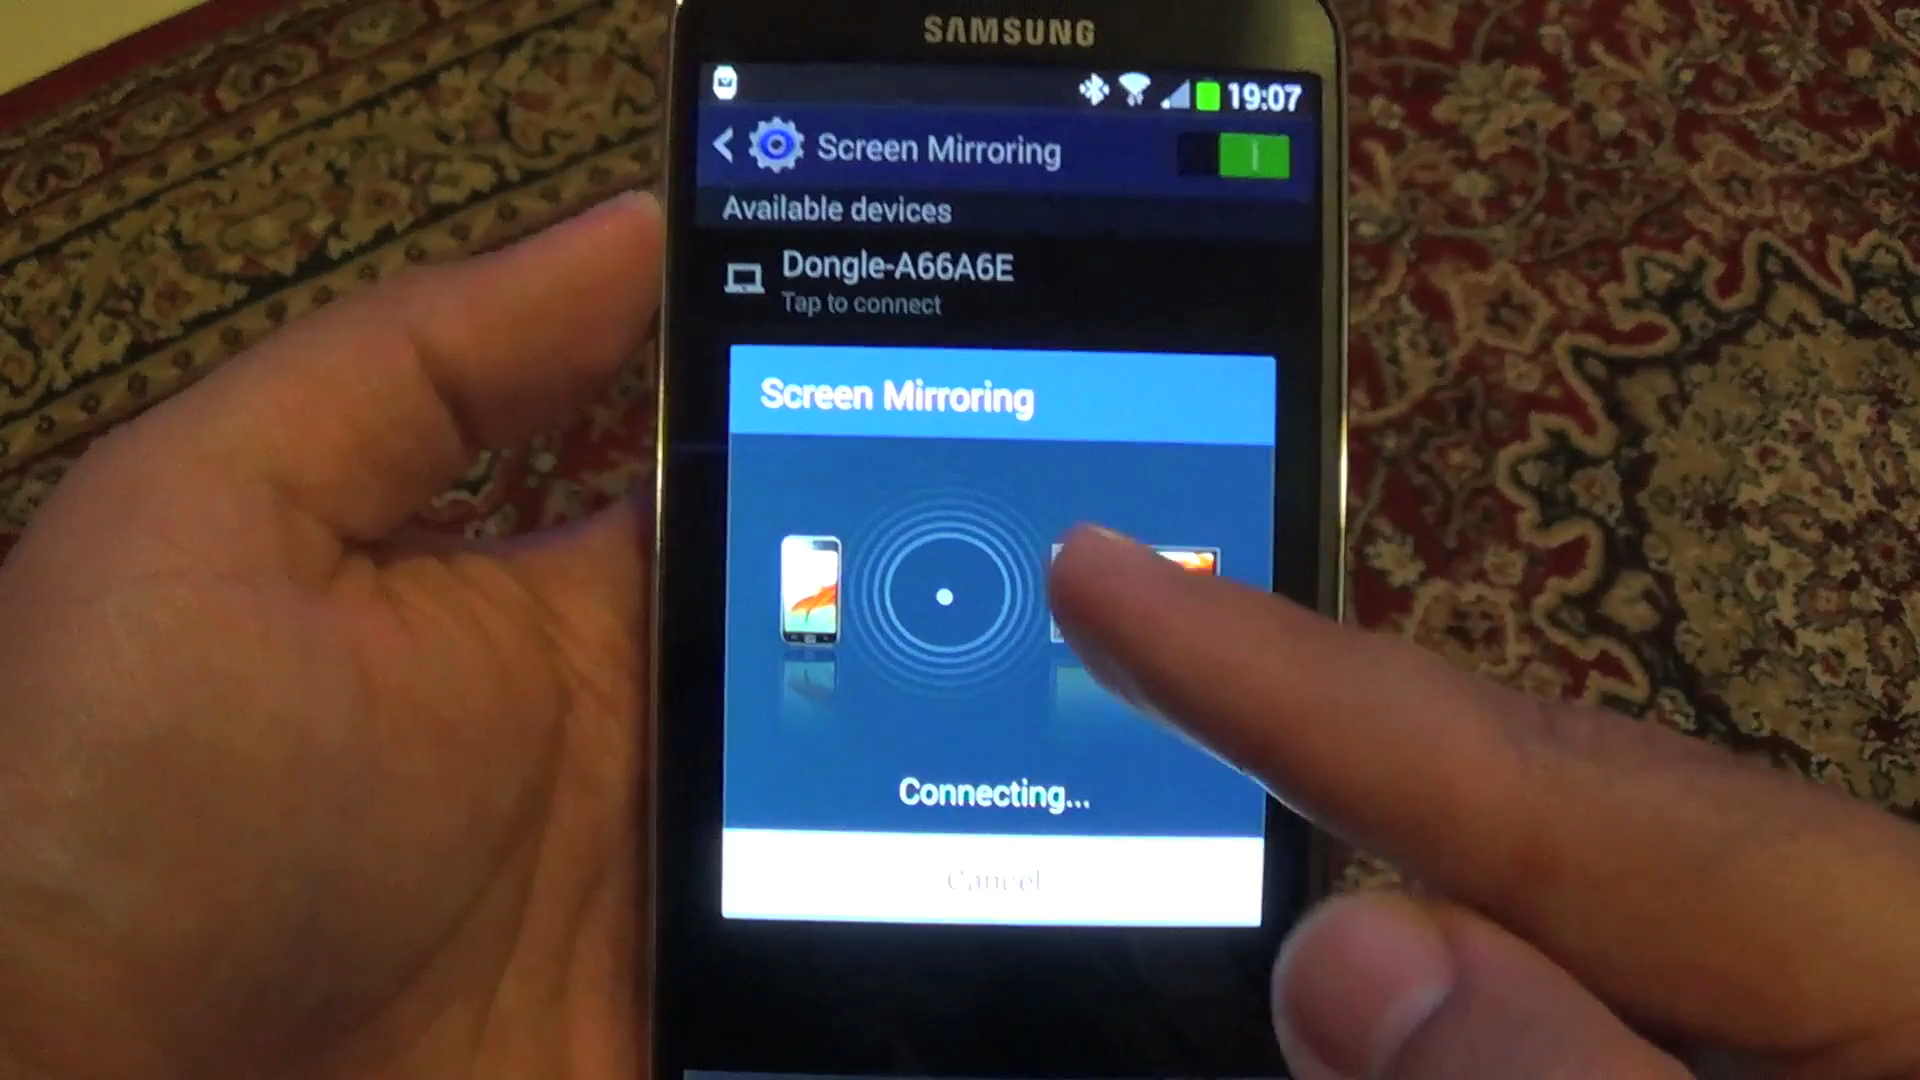 SAMSUNG
19:07
Screen Mirroring
Available devices
Dongle-A66A6E
Tap to connect
Screen Mirroring
Connecting...
Cancel